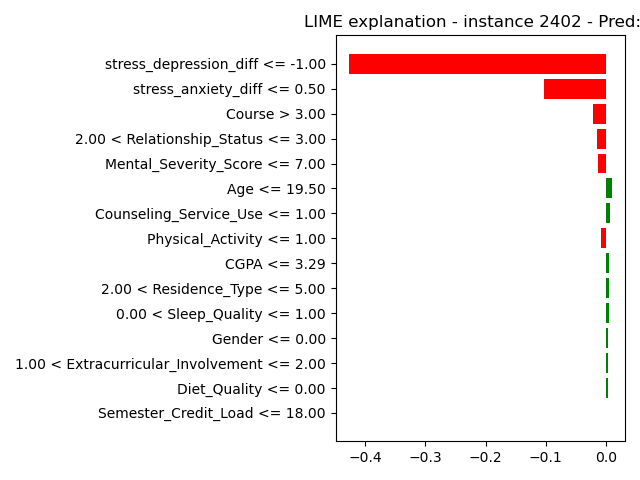 LIME explanation - instance 2402 - Pred:
stress_depression_diff <= -1.00
stress_anxiety_diff <= 0.50
Course > 3.00
2.00 < Relationship_Status <= 3.00
Mental_Severity_Score <= 7.00
Age <= 19.50
Counseling_Service_Use <= 1.00
Physical_Activity <= 1.00
CGPA <= 3.29
2.00 < Residence_Type <= 5.00
0.00 < Sleep_Quality <= 1.00
Gender <= 0.00
1.00 < Extracurricular_Involvement <= 2.00
Diet_Quality <= 0.00
Semester_Credit_Load <= 18.00
−0.4 −0.3 −0.2 −0.1 0.0